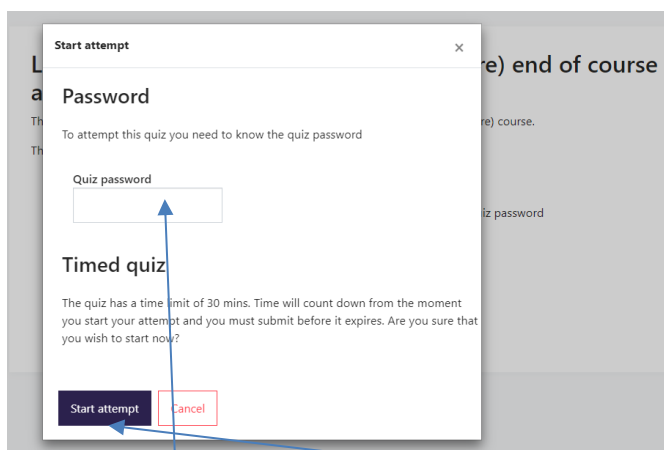 Start attempt ×
L re) end of course
a
Password
Th re) course.
To attempt this quiz you need to know the quiz password
Th
Quiz password
iz password
Timed quiz
The quiz has a time limit of 30 mins. Time will count down from the moment
you start your attempt and you must submit before it expires. Are you sure that
you wish to start now?
Start attempt Cancel